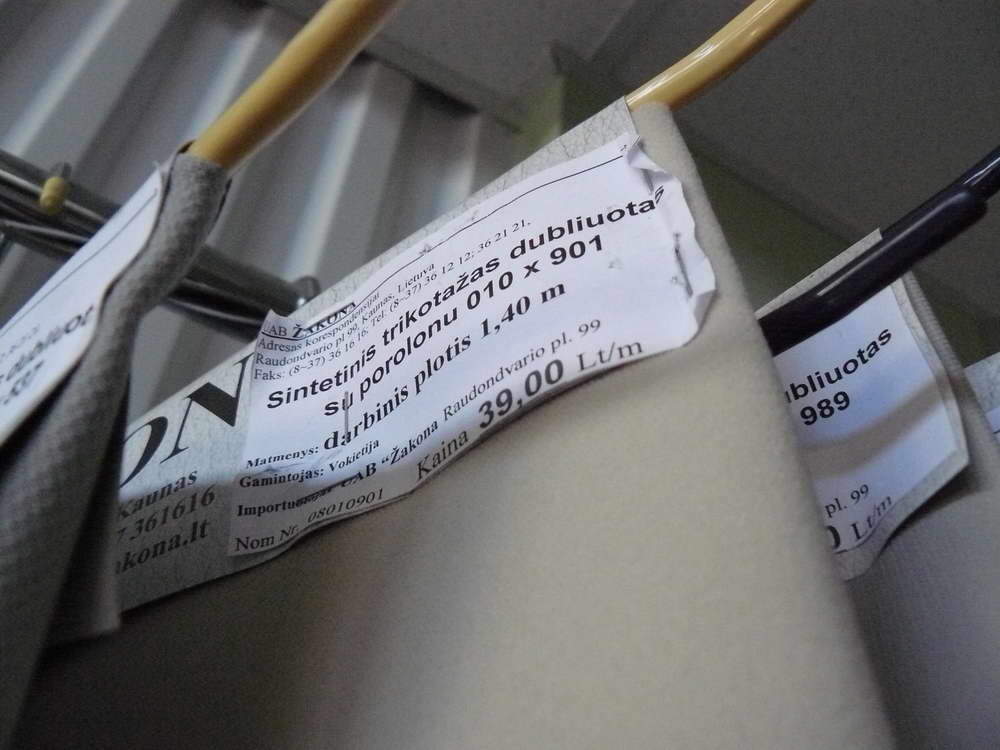 UAB ŽAKONA
Adresas korespondensijai
Raudondvario pl 99, Kaunas, Lietuva
Faks: (8~37) 36 16 16, Tel: (8~37) 36 12 12; 36 21 21,
Sintetinis trikotažas dubliuotas
su porolonu 010 x 901
Matmenys: darbinis plotis 1,40 m
Gamintojas: Vokietija
UAB “Žakona Raudondvario pl. 99
Nom Nr: 08010901 Kaina 39,00 Lt/m
ON
Kaunas
7 361616
akona.lt
ubliuotas
989
pl. 99
0 Lt/m